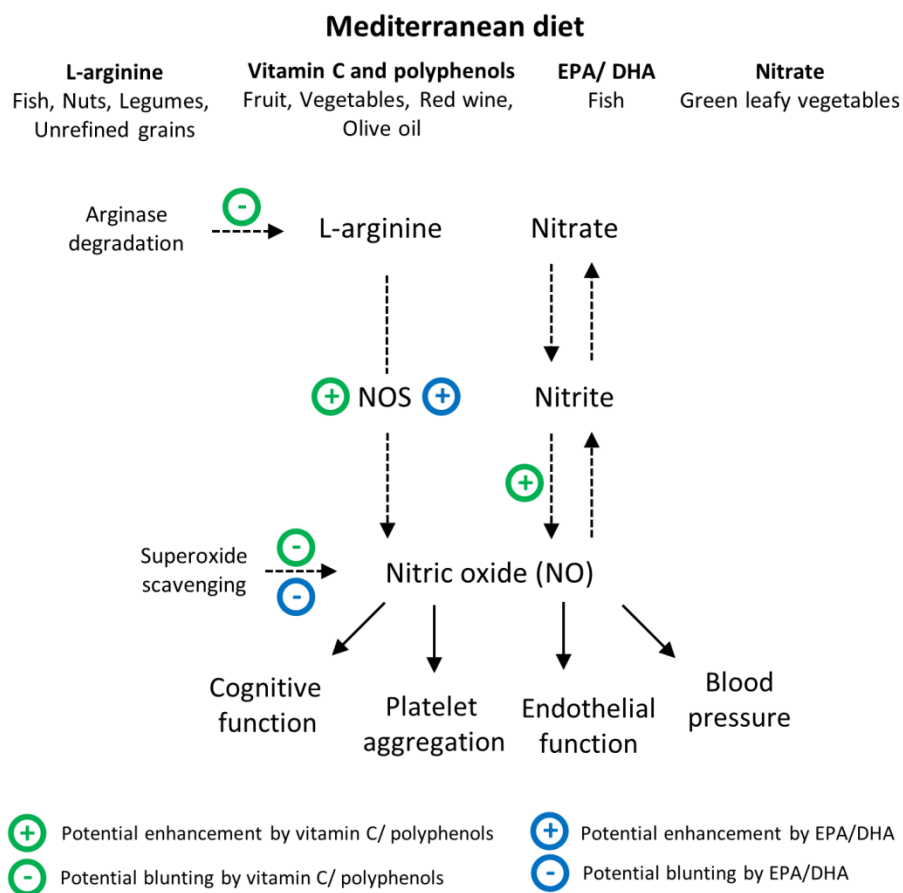 Mediterranean diet
L-arginine
Fish, Nuts, Legumes,
Unrefined grains
Vitamin C and polyphenols
Fruit, Vegetables, Red wine,
Olive oil
EPA/ DHA
Fish
Nitrate
Green leafy vegetables
Arginase
degradation
-
L-arginine
Nitrate
+
NOS
+
Nitrite
+
Superoxide
scavenging
-
-
Nitric oxide (NO)
Cognitive
function
Platelet
aggregation
Endothelial
function
Blood
pressure
+ Potential enhancement by vitamin C/ polyphenols
- Potential blunting by vitamin C/ polyphenols
+ Potential enhancement by EPA/DHA
- Potential blunting by EPA/DHA